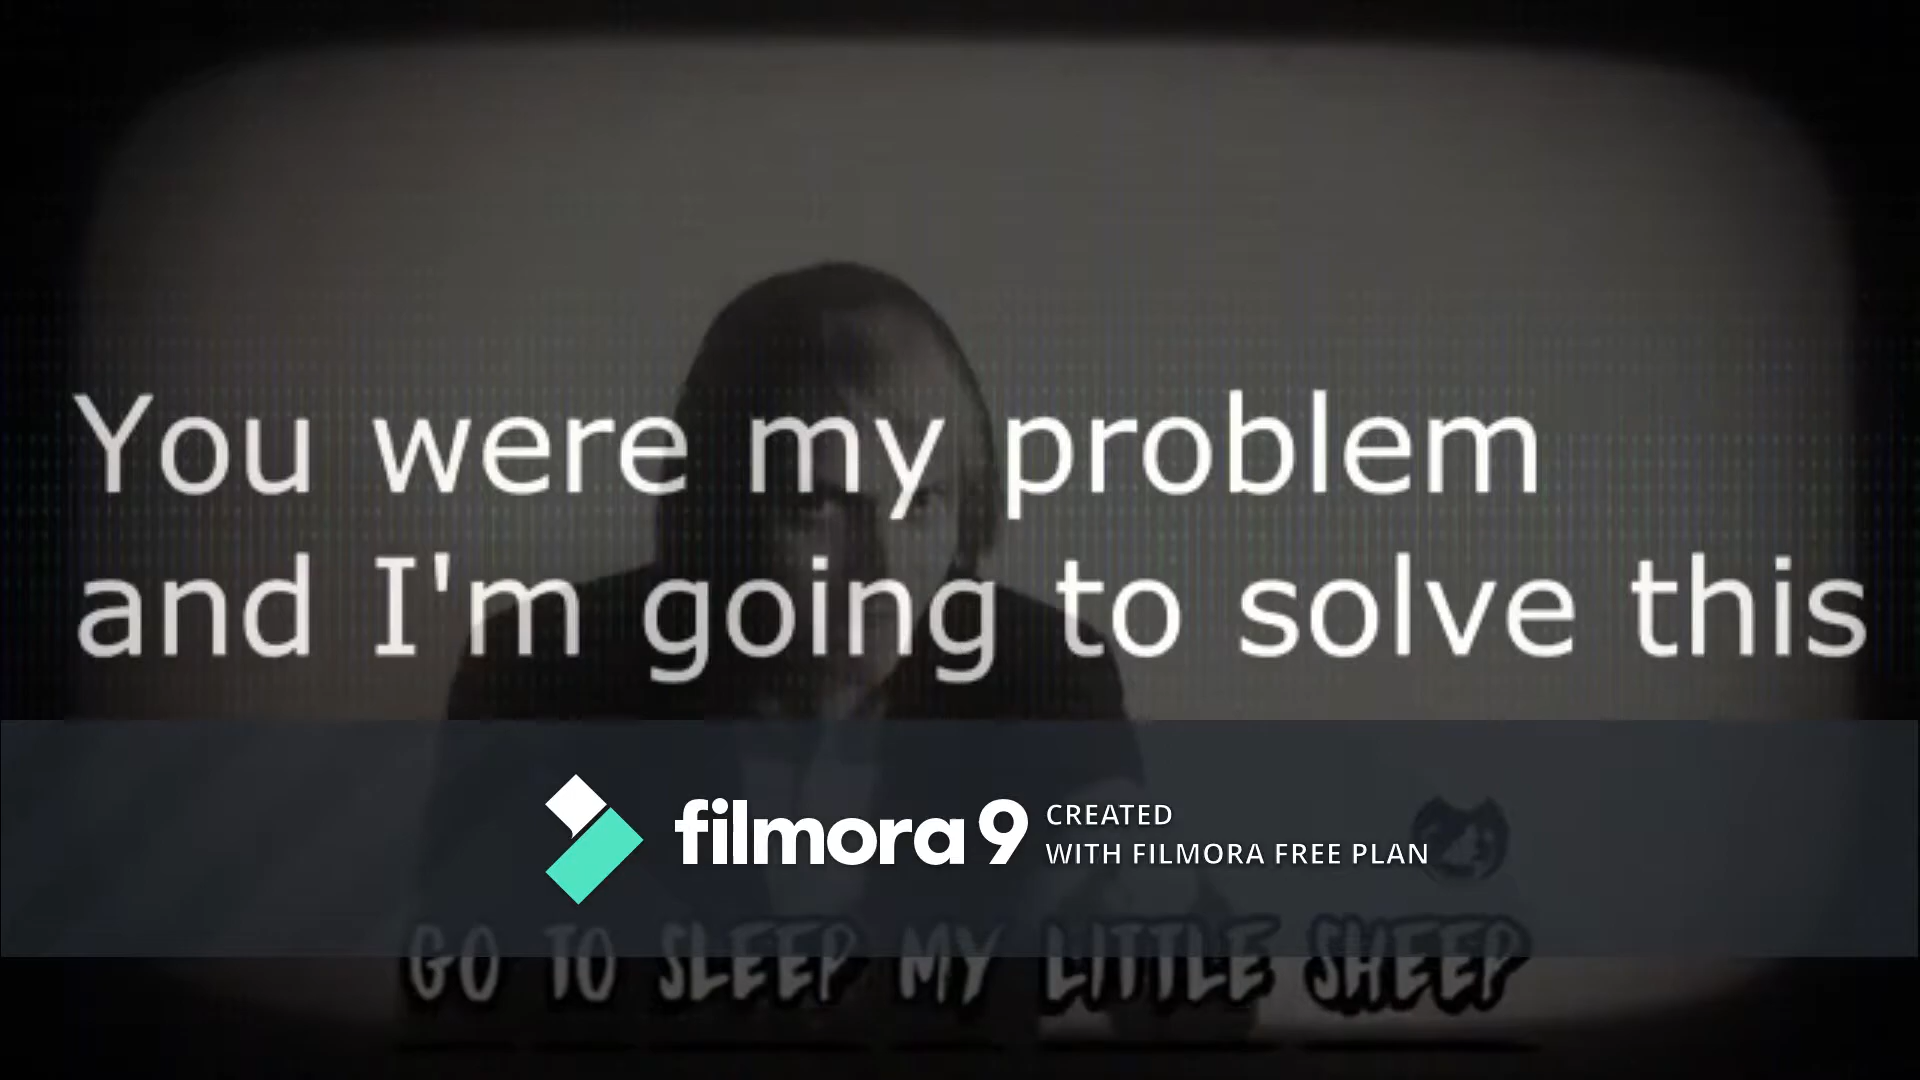 You were my problem
and I'm going to solve this
filmora 9 CREATED
WITH FILMORA FREE PLAN
GO TO SLEEP MY LITTLE SHEEP